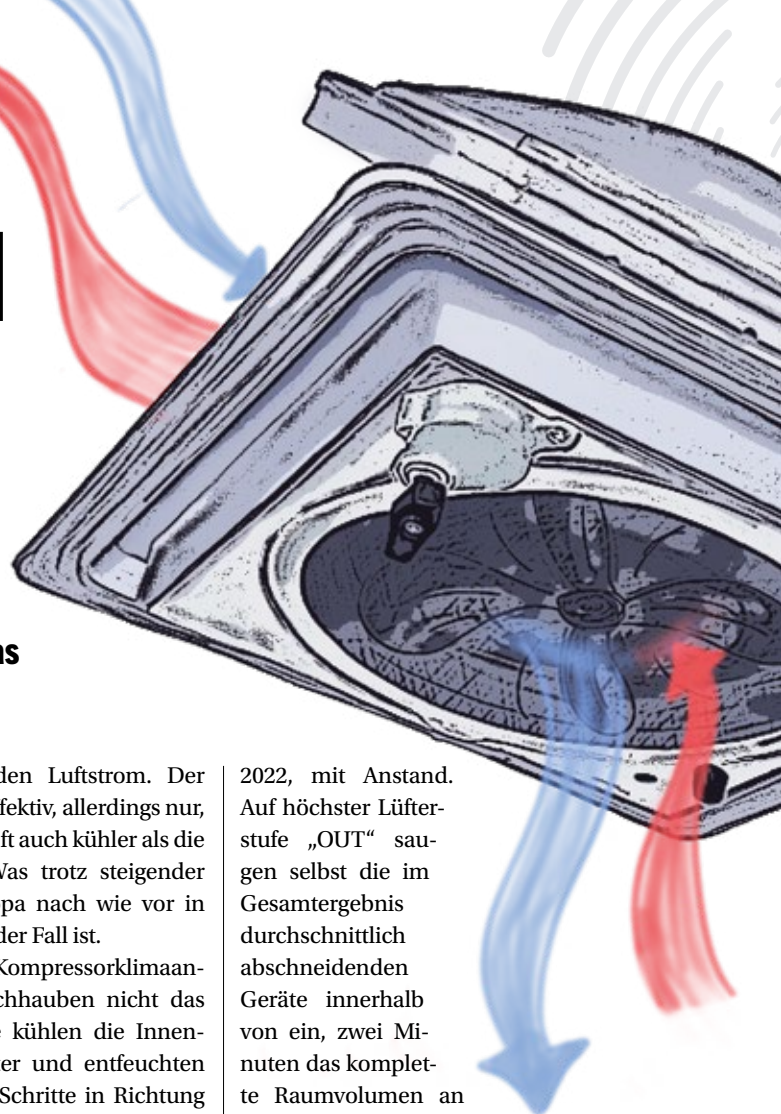 den Luftstrom. Der
fektiv, allerdings nur,
ft auch kühler als die
Was trotz steigender
pa nach wie vor in
der Fall ist.
Kompressorklimaan-
chhauben nicht das
kühlen die Innen-
ter und entfeuchten
Schritte in Richtung
2022, mit Anstand.
Auf höchster Lüfter-
stufe „OUT“ sau-
gen selbst die im
Gesamtergebnis
durchschnittlich
abschneidenden
Geräte innerhalb
von ein, zwei Mi-
nuten das komplet-
te Raumvolumen an